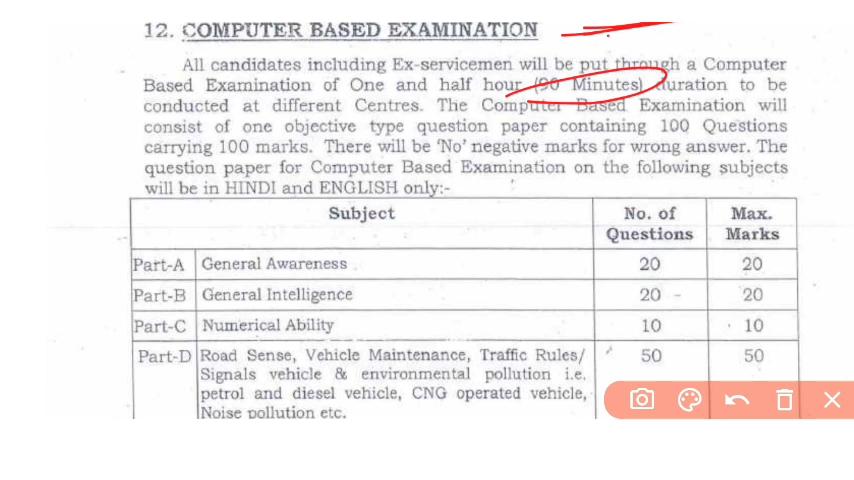 12. COMPUTER BASED EXAMINATION
All candidates including Ex-servicemen will be put through a Computer
Based Examination of One and half hour (90 Minutes) duration to be
conducted at different Centres. The Computer Based Examination will
consist of one objective type question paper containing 100 Questions
carrying 100 marks. There will be 'No' negative marks for wrong answer. The
question paper for Computer Based Examination on the following subjects
will be in HINDI and ENGLISH only:-
Subject No. of Questions Max. Marks
Part-A General Awareness 20 20
Part-B General Intelligence 20 20
Part-C Numerical Ability 10 10
Part-D Road Sense, Vehicle Maintenance, Traffic Rules/ 50 50
Signals vehicle & environmental pollution i.e.
petrol and diesel vehicle, CNG operated vehicle,
Noise pollution etc.